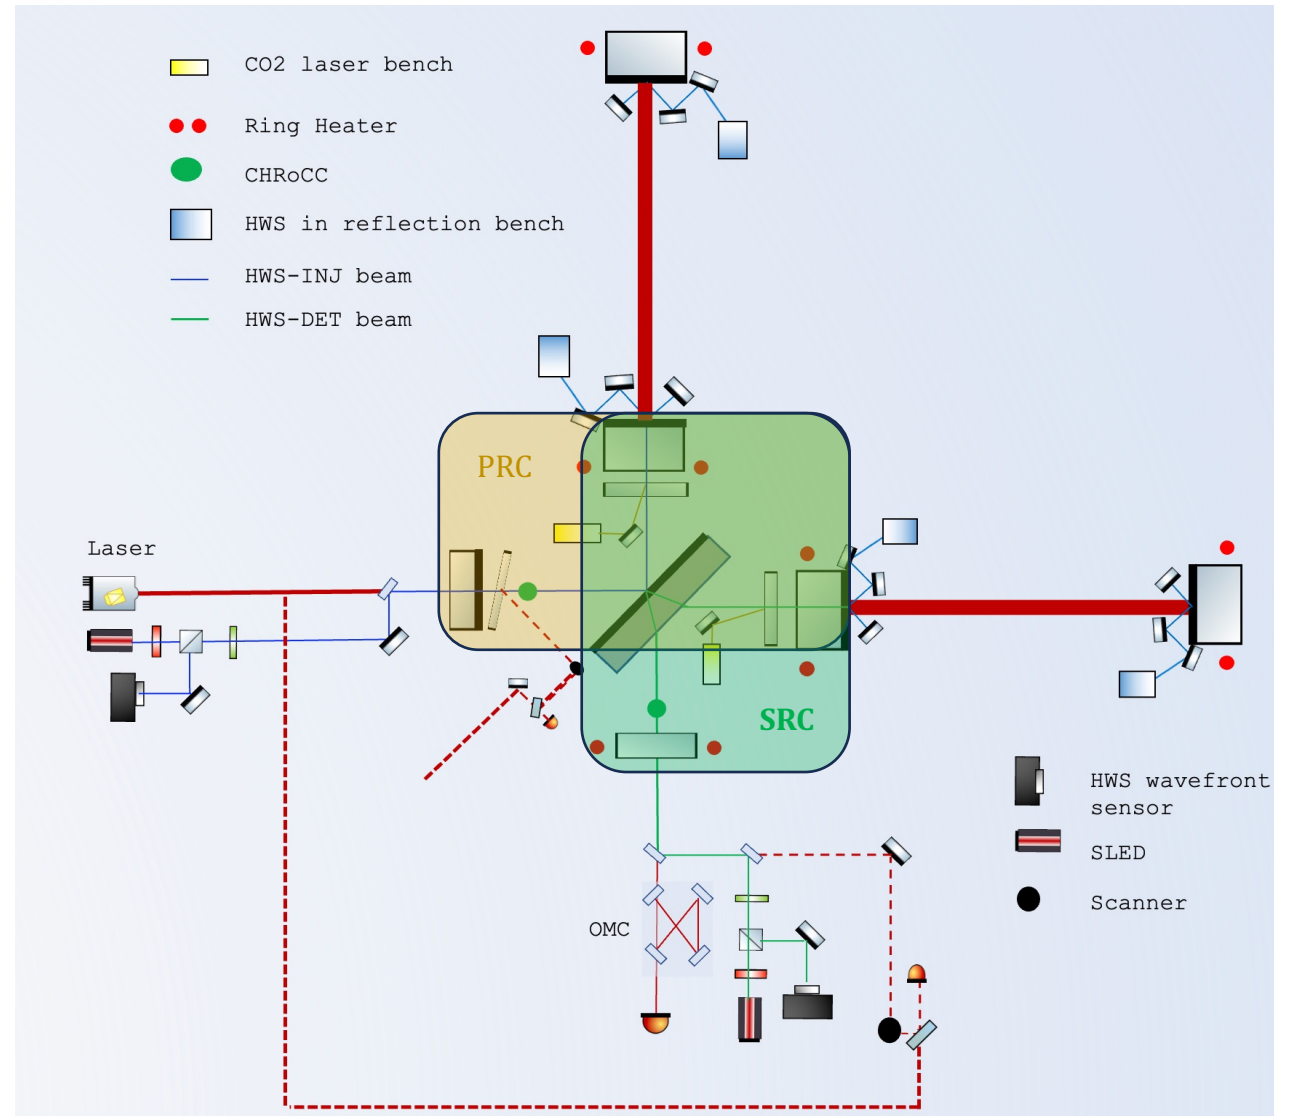 CO2 laser bench
Ring Heater
CHRoCC
HWS in reflection bench
HWS-INJ beam
HWS-DET beam
PRC
Laser
SRC
HWS wavefront
sensor
SLED
Scanner
OMC